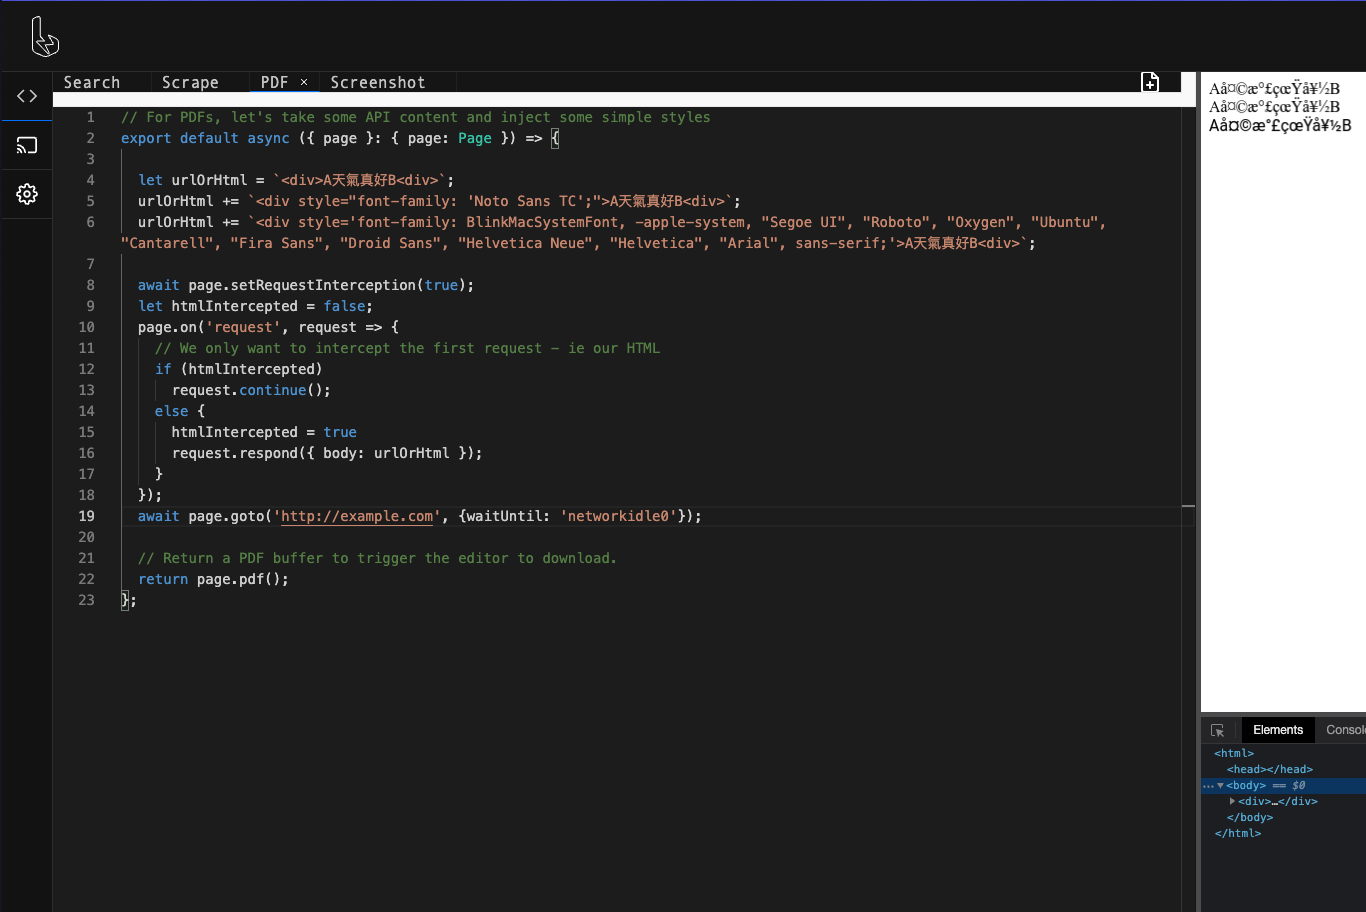 Search Scrape PDF × Screenshot
1 // For PDFs, let's take some API content and inject some simple styles
2 export default async ({ page }: { page: Page }) => {
3
4 let urlOrHtml = `<div>A天氣真好B<div>`;
5 urlOrHtml += `<div style="font-family: 'Noto Sans TC';">A天氣真好B<div>`;
6 urlOrHtml += `<div style='font-family: BlinkMacSystemFont, -apple-system, "Segoe UI", "Roboto", "Oxygen", "Ubuntu",
"Cantarell", "Fira Sans", "Droid Sans", "Helvetica Neue", "Helvetica", "Arial", sans-serif;'>A天氣真好B<div>`;
7
8 await page.setRequestInterception(true);
9 let htmlIntercepted = false;
10 page.on('request', request => {
11 // We only want to intercept the first request - ie our HTML
12 if (htmlIntercepted)
13 request.continue();
14 else {
15 htmlIntercepted = true
16 request.respond({ body: urlOrHtml });
17 }
18 });
19 await page.goto('http://example.com', {waitUntil: 'networkidle0'});
20
21 // Return a PDF buffer to trigger the editor to download.
22 return page.pdf();
23 };
Aå¤©æ°£çœŸå¥½B
Aå¤©æ°£çœŸå¥½B
Aå¤©æ°£çœŸå¥½B
Elements Consol
<html>
<head></head>
<body> == $0
<div>…</div>
</body>
</html>